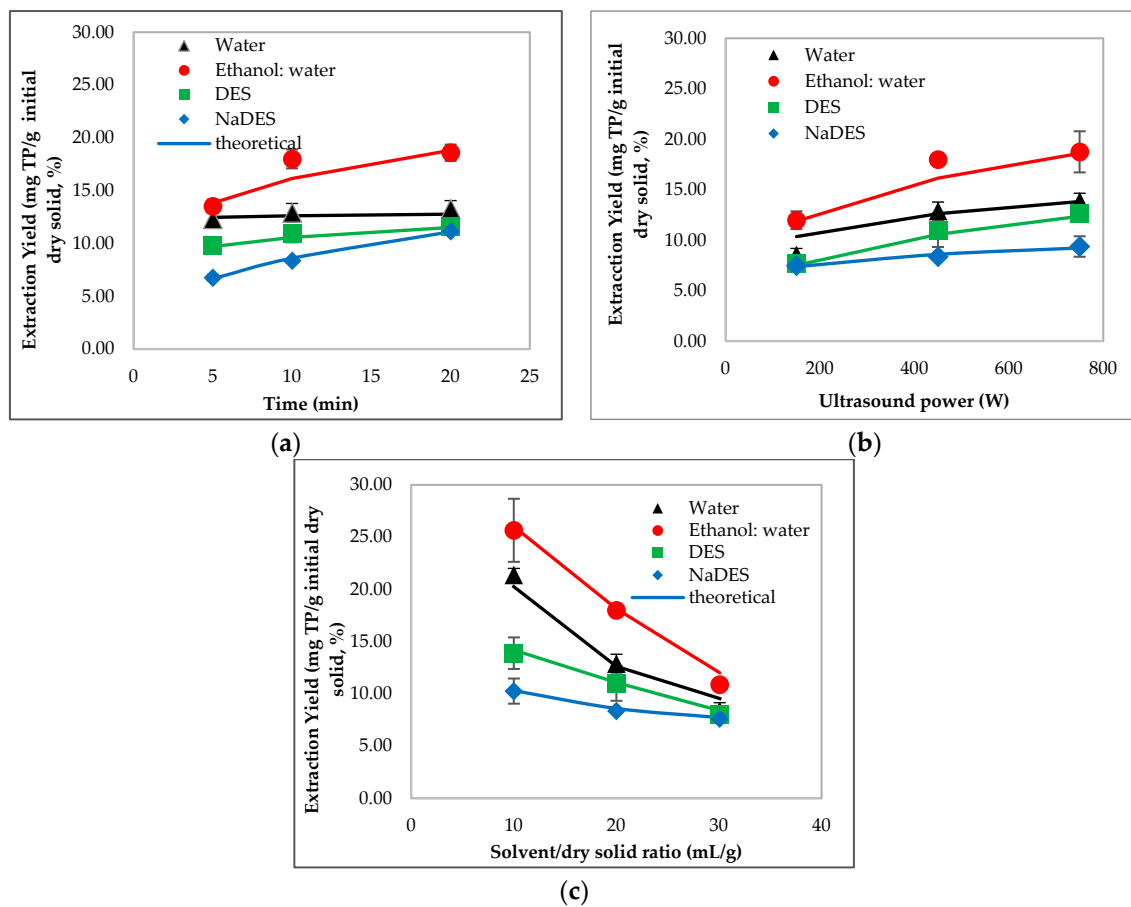 30.00
25.00
20.00
15.00
10.00
5.00
0.00
Extraction Yield (mg TP/g initial
dry solid, %)
Water
Ethanol: water
DES
NaDES
theoretical
0 5 10 15 20 25
Time (min)
(a)
30.00
25.00
20.00
15.00
10.00
5.00
0.00
Extracction Yield (mg TP/g initial
dry solid, %)
Water
Ethanol: water
DES
NaDES
0 200 400 600 800
Ultrasound power (W)
(b)
30.00
25.00
20.00
15.00
10.00
5.00
0.00
Extraction Yield (mg TP/g initial dry
solid, %)
Water
Ethanol: water
DES
NaDES
theoretical
0 10 20 30 40
Solvent/dry solid ratio (mL/g)
(c)